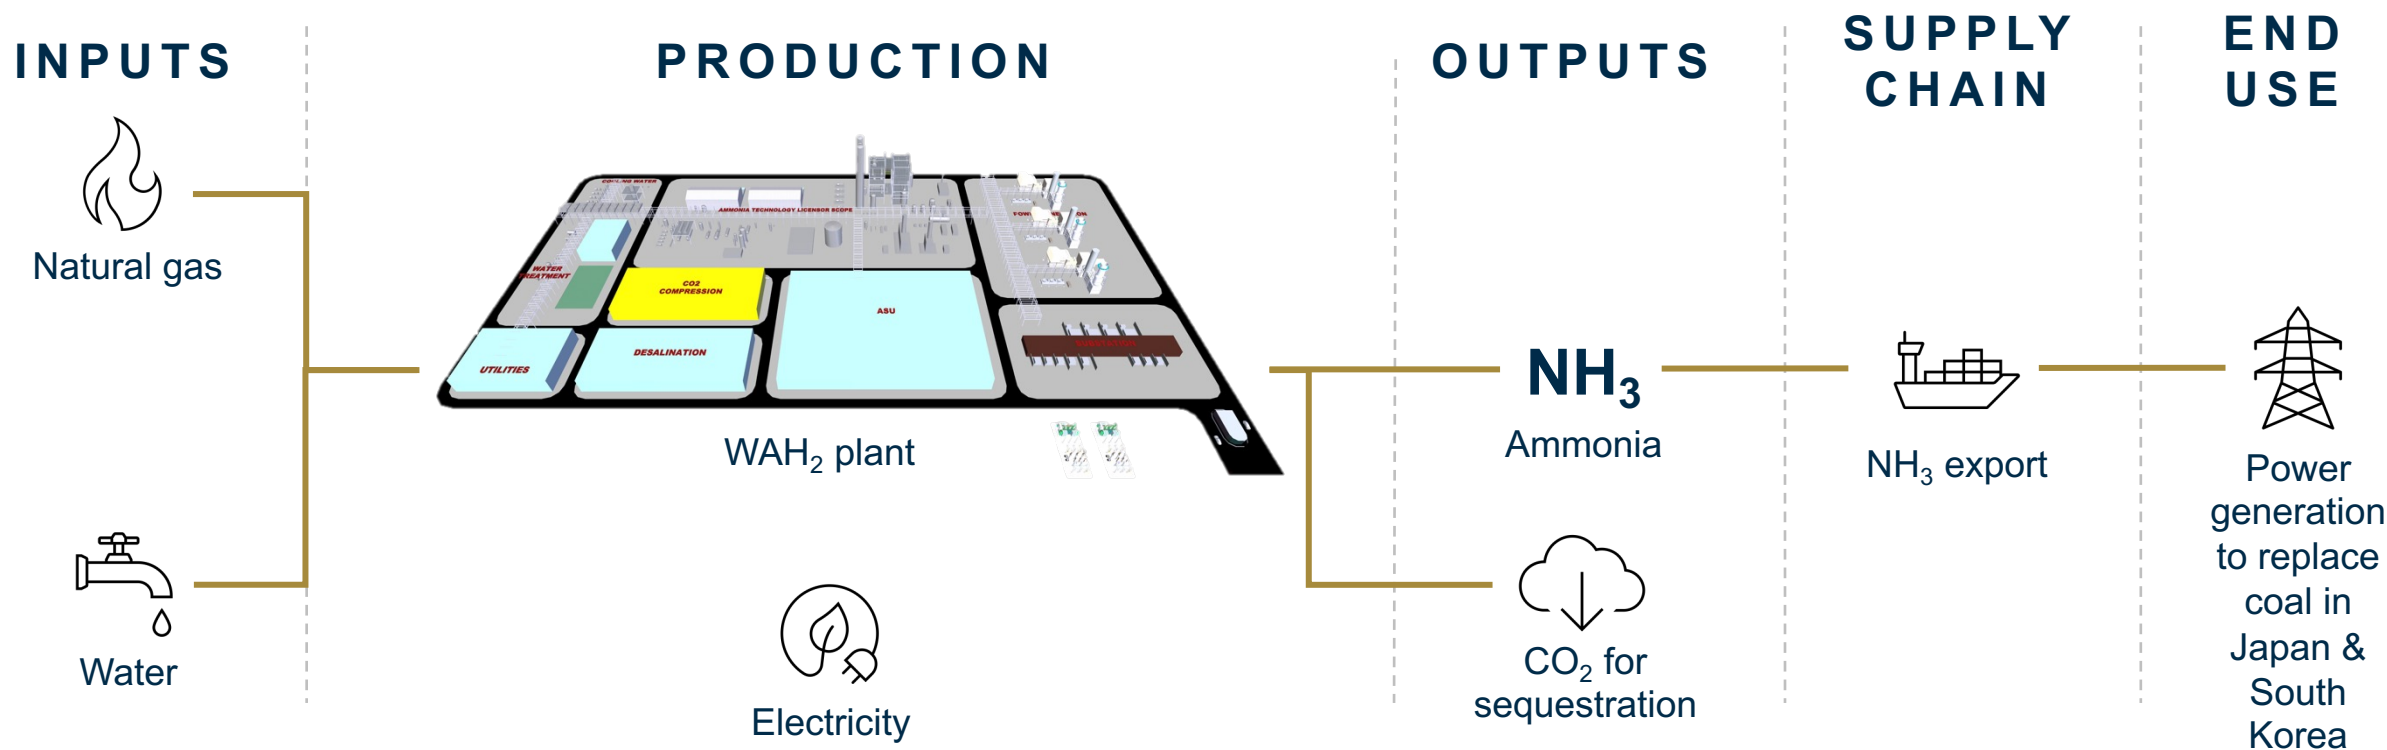 INPUTS
PRODUCTION
OUTPUTS
SUPPLY
CHAIN
END
USE
Natural gas
Water
COOLING WATER
AMMONIA TECHNOLOGY LICENSOR SCOPE
WATER
TREATMENT
CO2
COMPRESSION
ASU
UTILITIES
DESALINATION
SUBSTATION
WAH₂ plant
Electricity
NH₃
Ammonia
CO₂ for
sequestration
NH₃ export
Power
generation
to replace
coal in
Japan &
South
Korea